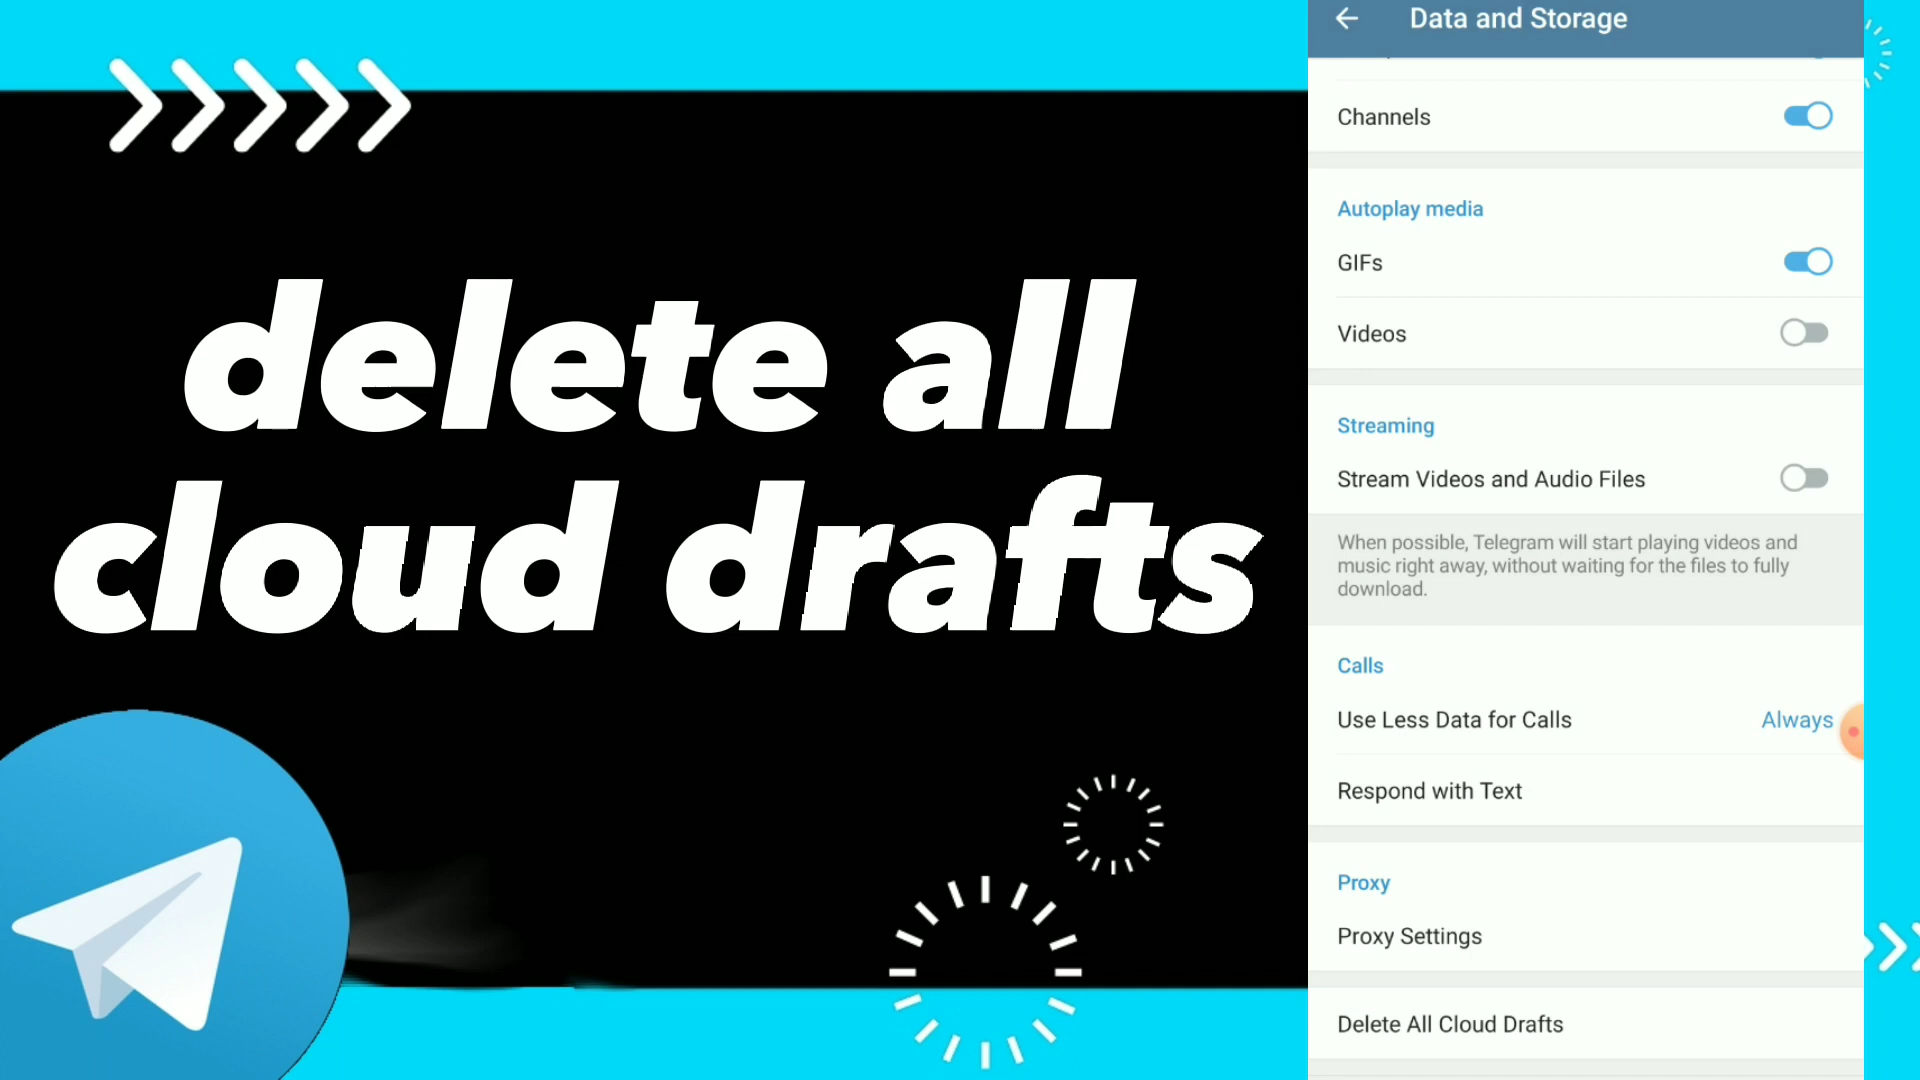 delete all
cloud drafts
Data and Storage
Channels
Autoplay media
GIFs
Videos
Streaming
Stream Videos and Audio Files
When possible, Telegram will start playing videos and
music right away, without waiting for the files to fully
download.
Calls
Use Less Data for Calls Always
Respond with Text
Proxy
Proxy Settings
Delete All Cloud Drafts